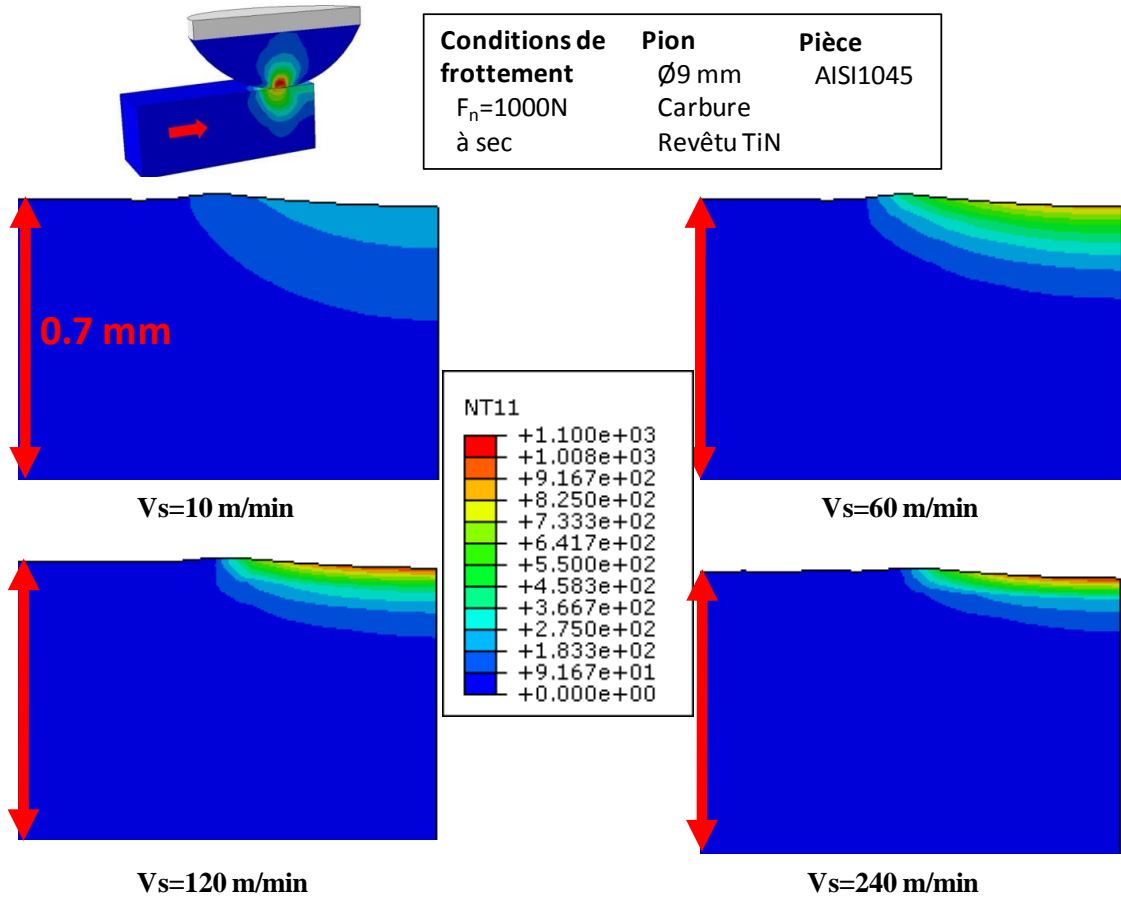 Conditions de Pion Pièce
frottement Ø9 mm AISI1045
Fn=1000N Carbure
à sec Revêtu TiN
0.7 mm
Vs=10 m/min
Vs=60 m/min
NT11
+1.100e+03
+1.008e+03
+9.167e+02
+8.250e+02
+7.333e+02
+6.417e+02
+5.500e+02
+4.583e+02
+3.667e+02
+2.750e+02
+1.833e+02
+9.167e+01
+0.000e+00
Vs=120 m/min
Vs=240 m/min